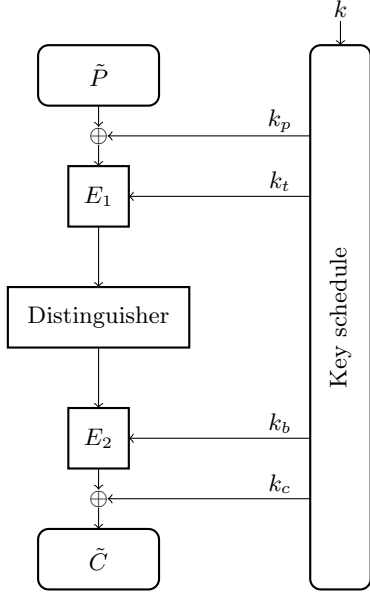 k
P̃
⊕
k_p
E_1
k_t
Distinguisher
Key schedule
E_2
k_b
⊕
k_c
C̃